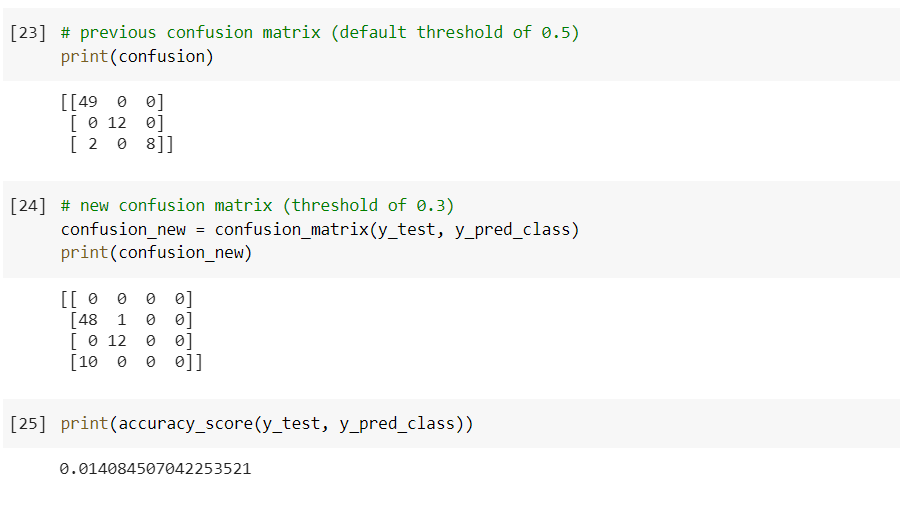 [23] # previous confusion matrix (default threshold of 0.5)
print(confusion)
[[49  0  0]
 [ 0 12  0]
 [ 2  0  8]]
[24] # new confusion matrix (threshold of 0.3)
confusion_new = confusion_matrix(y_test, y_pred_class)
print(confusion_new)
[[ 0  0  0  0]
 [48  1  0  0]
 [ 0 12  0  0]
 [10  0  0  0]]
[25] print(accuracy_score(y_test, y_pred_class))
0.014084507042253521